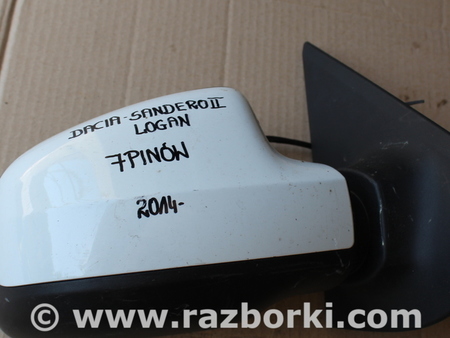 DACIA-SANDERO II
LOGAN
7PINÓW
2014-
© www.razborki.com